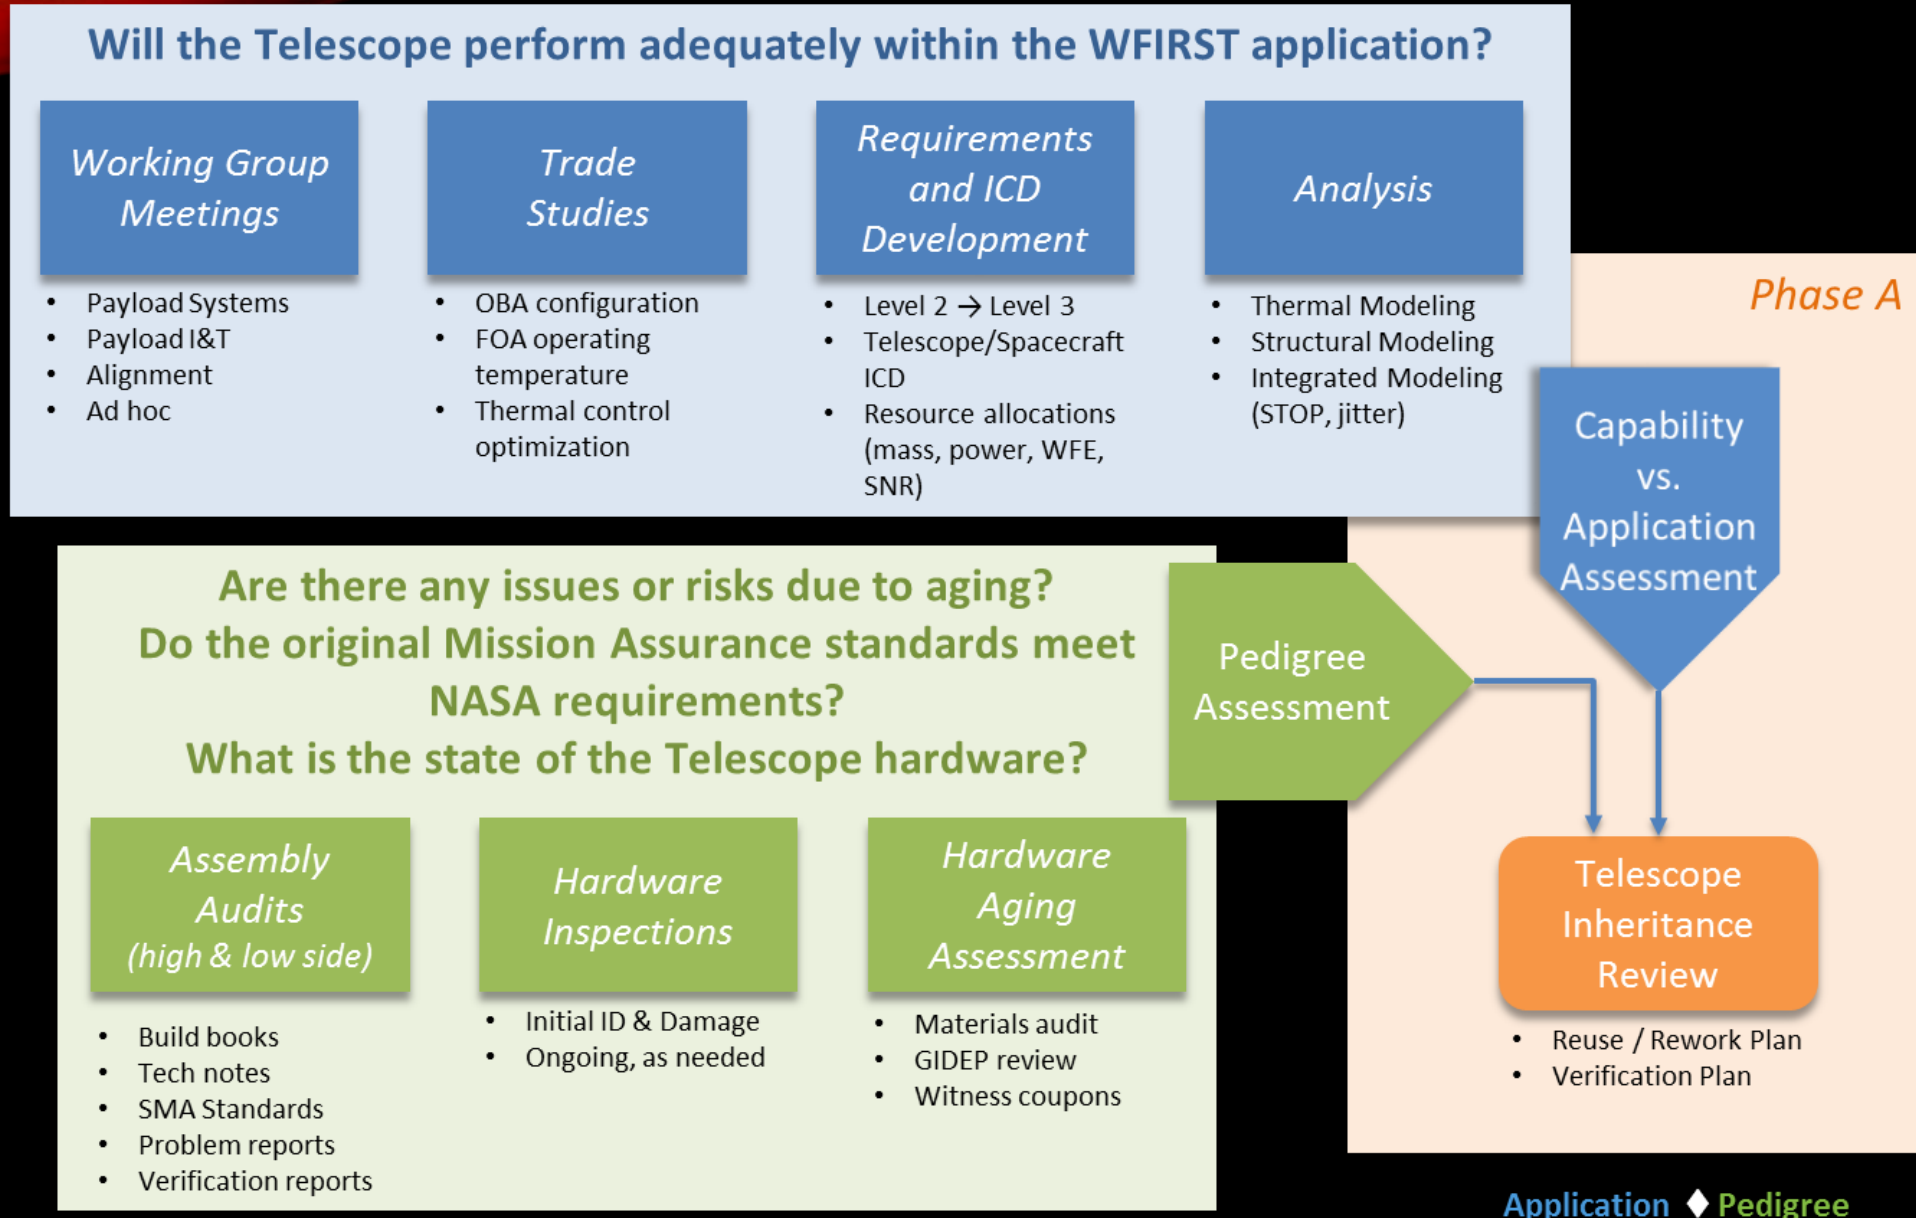 Will the Telescope perform adequately within the WFIRST application?
Working Group
Meetings
• Payload Systems
• Payload I&T
• Alignment
• Ad hoc
Trade
Studies
• OBA configuration
• FOA operating
temperature
• Thermal control
optimization
Requirements
and ICD
Development
• Level 2 → Level 3
• Telescope/Spacecraft
ICD
• Resource allocations
(mass, power, WFE,
SNR)
Analysis
• Thermal Modeling
• Structural Modeling
• Integrated Modeling
(STOP, jitter)
Phase A
Capability
vs.
Application
Assessment
Are there any issues or risks due to aging?
Do the original Mission Assurance standards meet
NASA requirements?
What is the state of the Telescope hardware?
Pedigree
Assessment
Assembly
Audits
(high & low side)
• Build books
• Tech notes
• SMA Standards
• Problem reports
• Verification reports
Hardware
Inspections
• Initial ID & Damage
• Ongoing, as needed
Hardware
Aging
Assessment
• Materials audit
• GIDEP review
• Witness coupons
Telescope
Inheritance
Review
• Reuse / Rework Plan
• Verification Plan
Application ♦ Pedigree